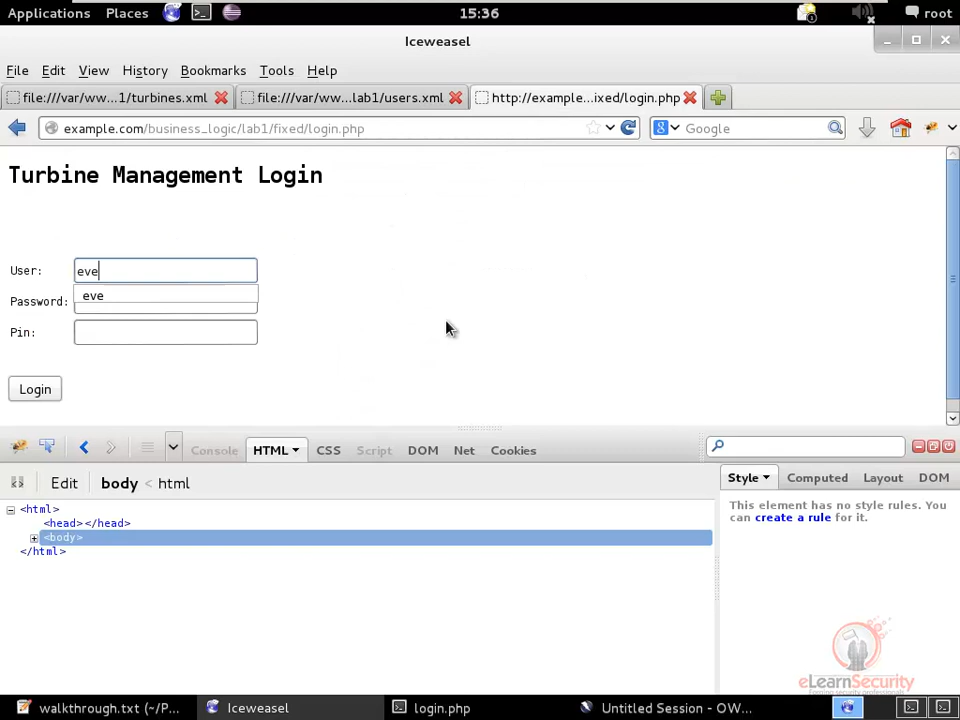 Applications Places 15:36 root
Iceweasel
File Edit View History Bookmarks Tools Help
file:///var/ww...1/turbines.xml file:///var/ww...lab1/users.xml http://example...ixed/login.php
example.com/business_logic/lab1/fixed/login.php Google
Turbine Management Login
User: eve
eve
Password:
Pin:
Login
Console HTML CSS Script DOM Net Cookies
Edit body < html
Style Computed Layout DOM
<html>
<head></head>
<body>
</html>
This element has no style rules. You
can create a rule for it.
eLearnSecurity
Forging security professionals
walkthrough.txt (~/P... Iceweasel login.php Untitled Session - OW...